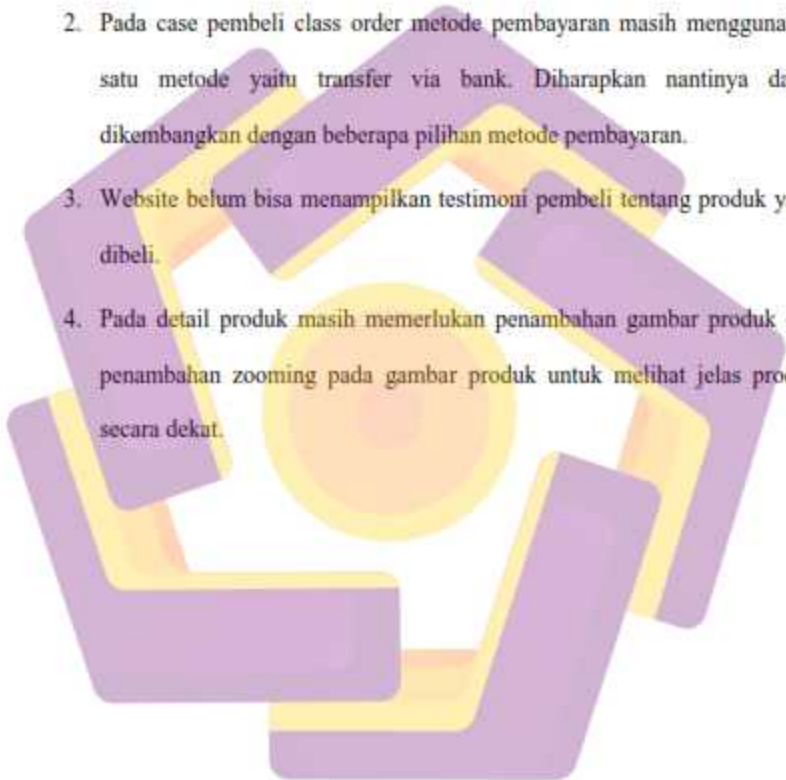 2. Pada case pembeli class order metode pembayaran masih mengguna
satu metode yaitu transfer via bank. Diharapkan nantinya da
dikembangkan dengan beberapa pilihan metode pembayaran.
3. Website belum bisa menampilkan testimoni pembeli tentang produk y
dibeli.
4. Pada detail produk masih memerlukan penambahan gambar produk
penambahan zooming pada gambar produk untuk melihat jelas pro
secara dekat.